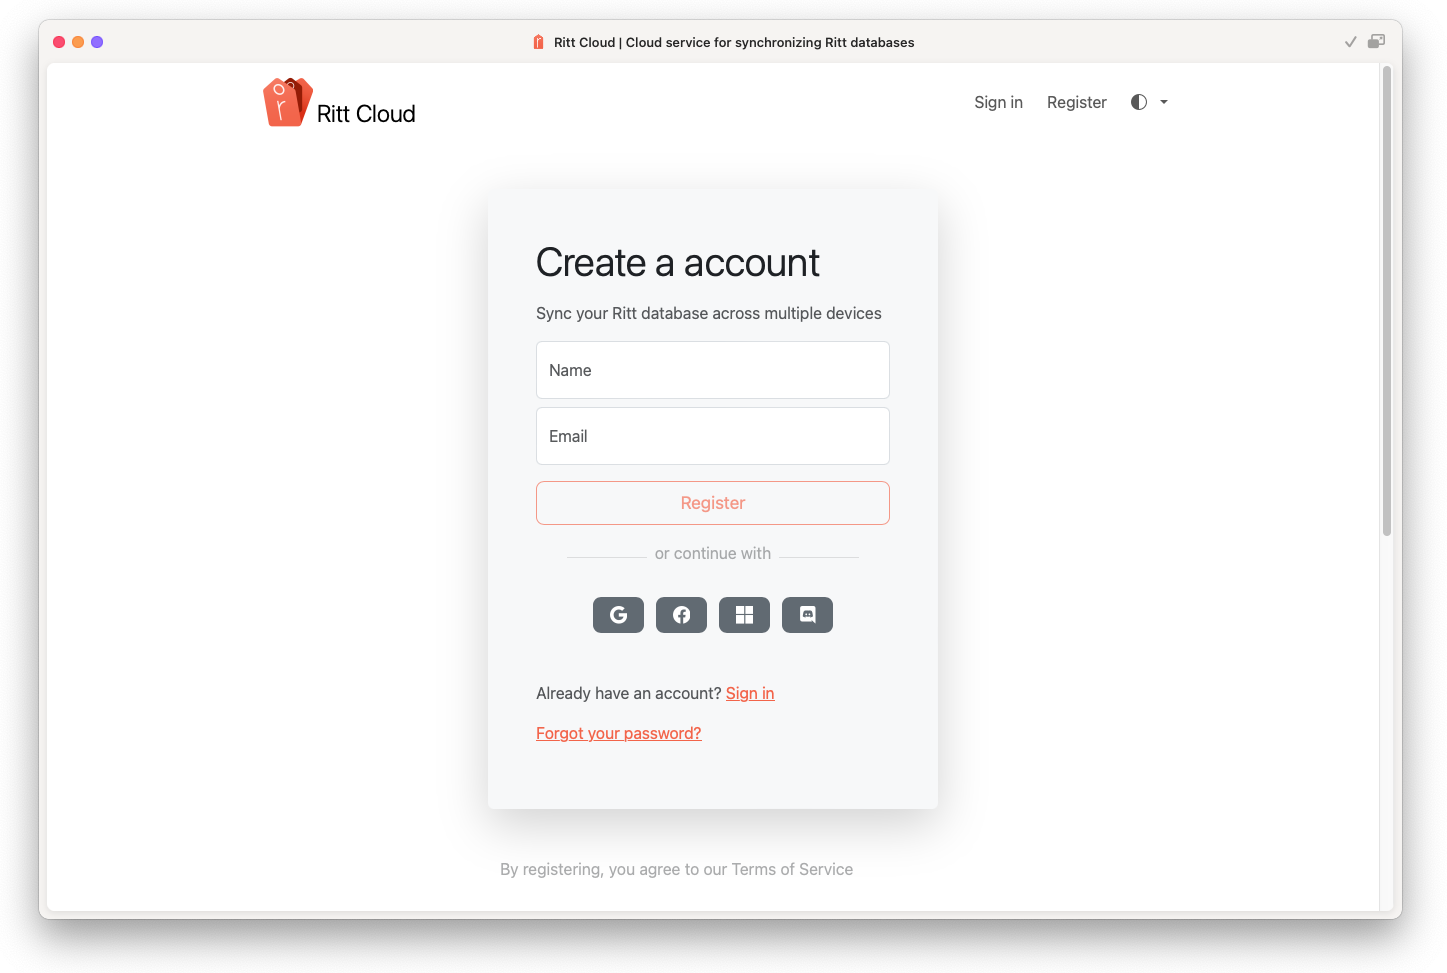 Ritt Cloud | Cloud service for synchronizing Ritt databases
Ritt Cloud
Sign in
Register
Create a account
Sync your Ritt database across multiple devices
Name
Email
Register
or continue with
Already have an account? Sign in
Forgot your password?
By registering, you agree to our Terms of Service